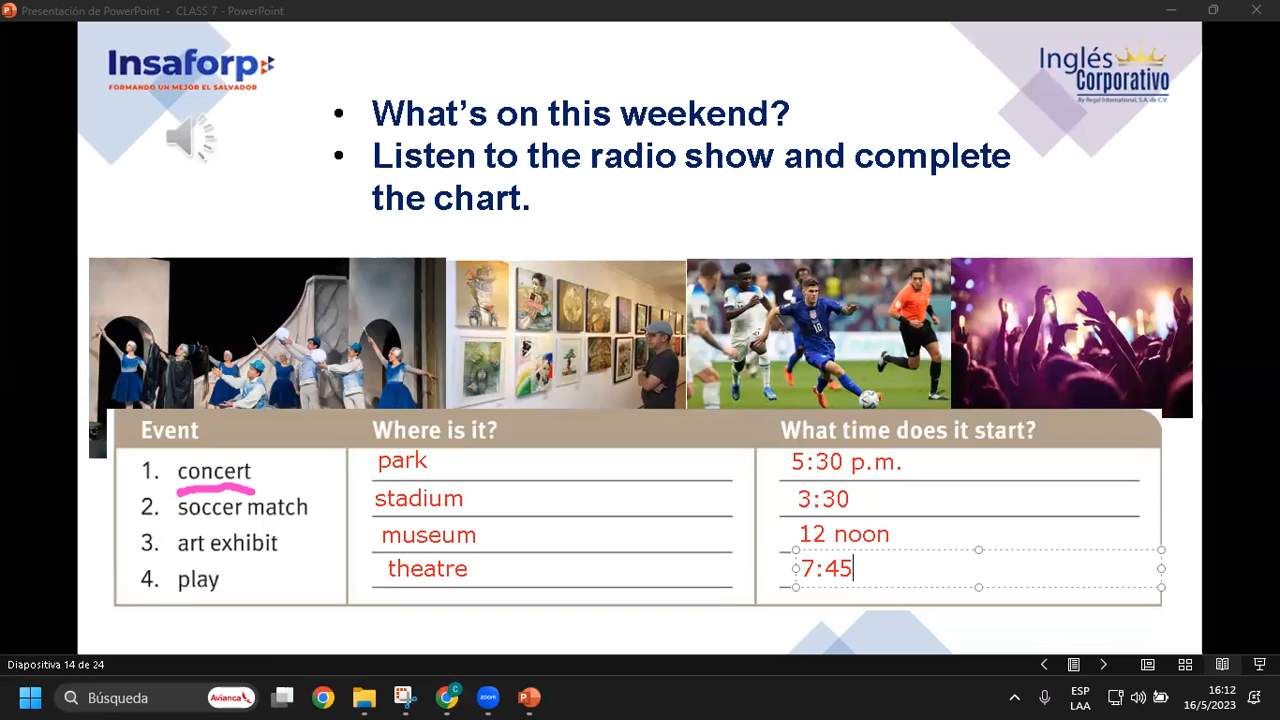 Presentación de PowerPoint - CLASS 7 - PowerPoint
Insaforp
FORMANDO UN MEJOR EL SALVADOR
Inglés
Corporativo
By Regal International, S.A. de C.V.
• What's on this weekend?
• Listen to the radio show and complete
the chart.
10
Event Where is it? What time does it start?
1. concert park 5:30 p.m.
2. soccer match stadium 3:30
3. art exhibit museum 12 noon
4. play theatre 7:45
Diapositiva 14 de 24
Búsqueda Avianca zoom ESP 16:12
LAA 16/5/2023